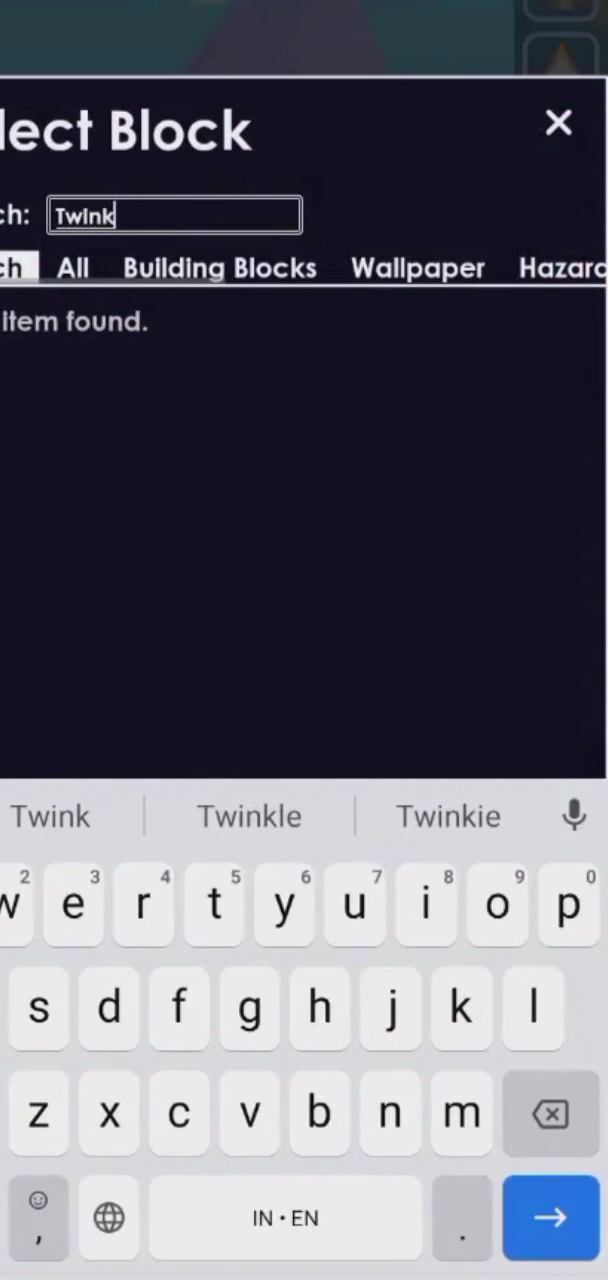 lect Block
ch: Twink
ch All Building Blocks Wallpaper Hazard
item found.
Twink Twinkle Twinkie
2 3 4 5 6 7 8 9 0
w e r t y u i o p
s d f g h j k l
z x c v b n m
, IN • EN .